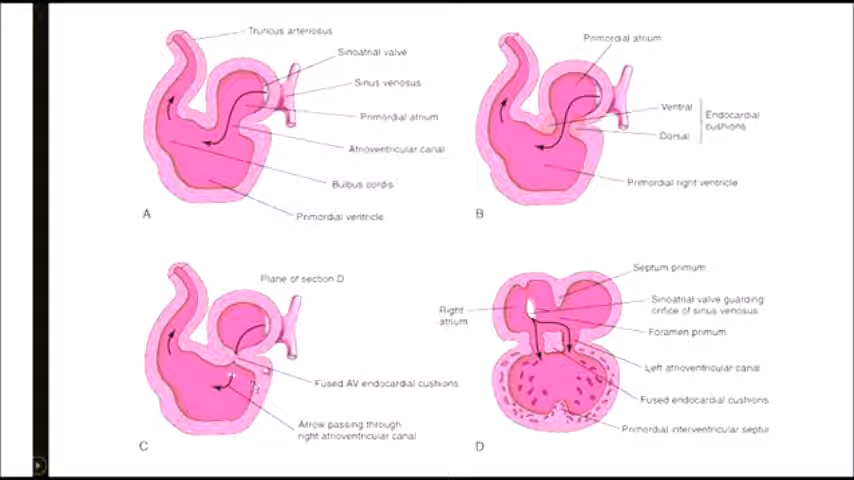 Truncus arteriosus
Sinoatrial valve
Sinus venosus
Primordial atrium
Atrioventricular canal
Bulbus cordis
Primordial ventricle
A
Primordial atrium
Ventral
Dorsal
Endocardial
cushions
Primordial right ventricle
B
Plane of section D
Fused AV endocardial cushions
Arrow passing through
right atrioventricular canal
C
Septum primum
Right
atrium
Sinoatrial valve guarding
orifice of sinus venosus
Foramen primum
Left atrioventricular canal
Fused endocardial cushions
Primordial interventricular septur
D